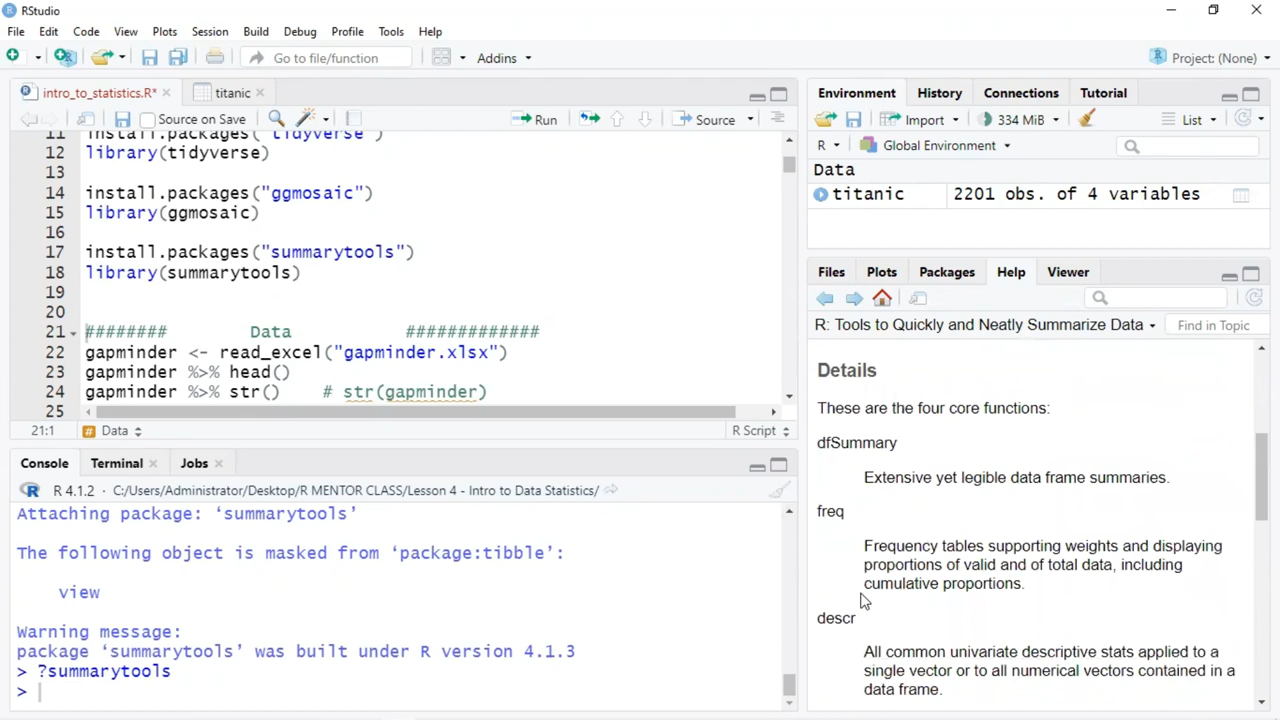 RStudio
File Edit Code View Plots Session Build Debug Profile Tools Help
Go to file/function Addins Project: (None)
intro_to_statistics.R* titanic
Source on Save Run Source
11 install.packages("tidyverse")
12 library(tidyverse)
13
14 install.packages("ggmosaic")
15 library(ggmosaic)
16
17 install.packages("summarytools")
18 library(summarytools)
19
20
21 ######## Data #############
22 gapminder <- read_excel("gapminder.xlsx")
23 gapminder %>% head()
24 gapminder %>% str() # str(gapminder)
25
21:1 # Data R Script
Console Terminal Jobs
R 4.1.2 · C:/Users/Administrator/Desktop/R MENTOR CLASS/Lesson 4 - Intro to Data Statistics/
Attaching package: ‘summarytools’
The following object is masked from ‘package:tibble’:
view
Warning message:
package ‘summarytools’ was built under R version 4.1.3
> ?summarytools
>
Environment History Connections Tutorial
Import 334 MiB List
R Global Environment
Data
titanic 2201 obs. of 4 variables
Files Plots Packages Help Viewer
R: Tools to Quickly and Neatly Summarize Data Find in Topic
Details
These are the four core functions:
dfSummary
Extensive yet legible data frame summaries.
freq
Frequency tables supporting weights and displaying
proportions of valid and of total data, including
cumulative proportions.
descr
All common univariate descriptive stats applied to a
single vector or to all numerical vectors contained in a
data frame.